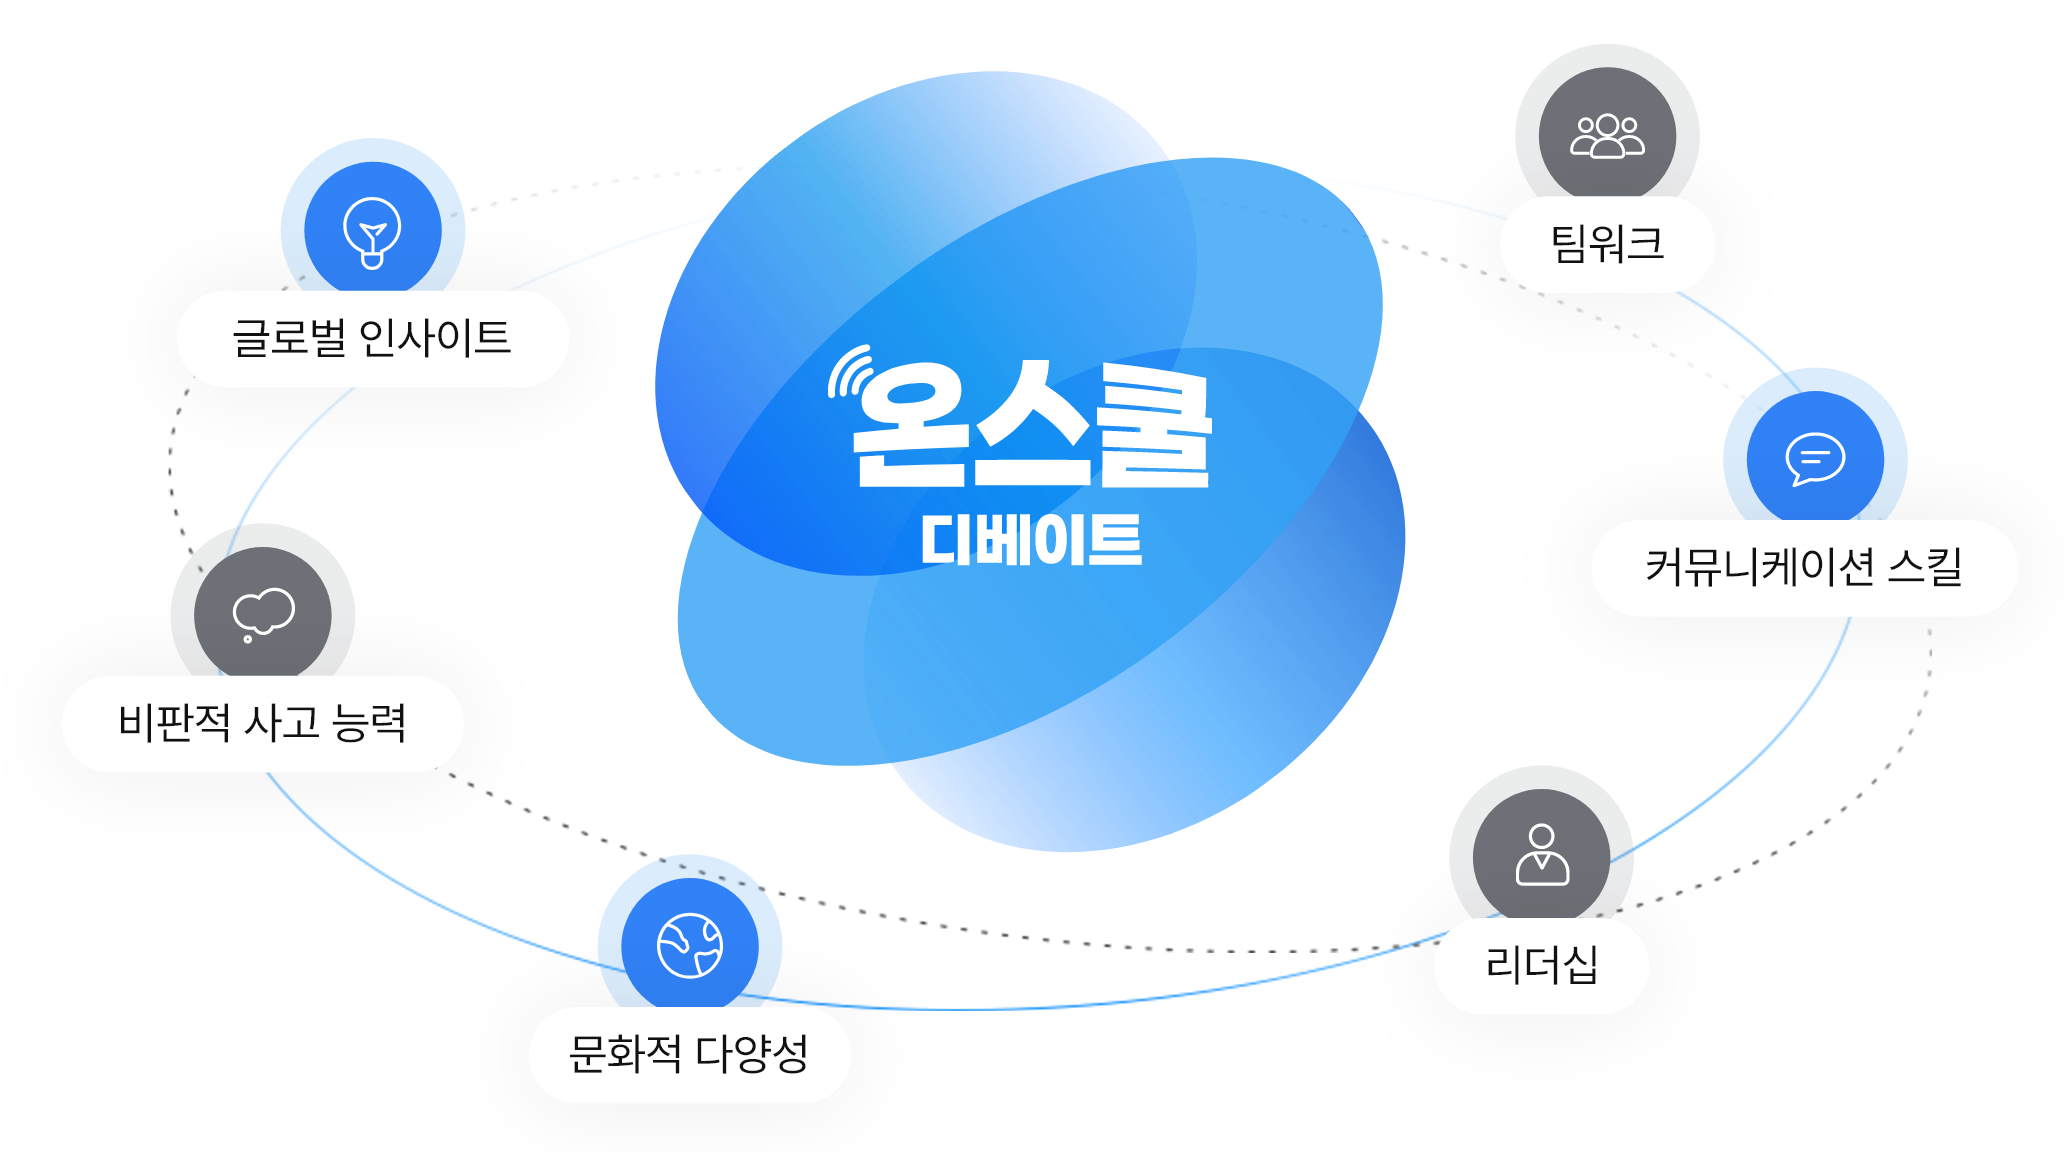 팀워크
글로벌 인사이트
온스쿨
디베이트
커뮤니케이션 스킬
비판적 사고 능력
리더십
문화적 다양성